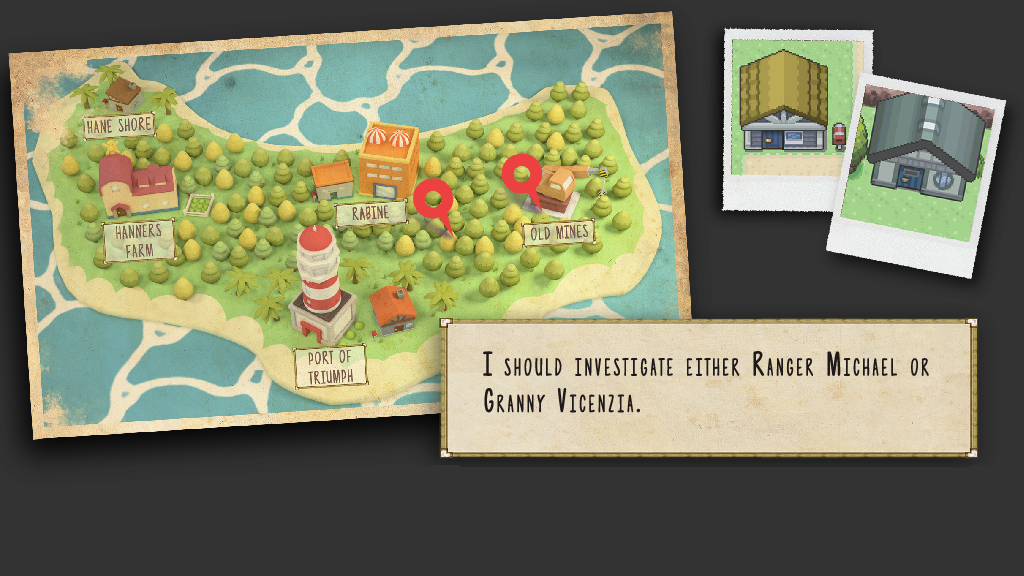 HANE SHORE
HANNERS
FARM
RABINE
OLD MINES
PORT OF
TRIUMPH
I should investigate either Ranger Michael or
Granny Vicenzia.